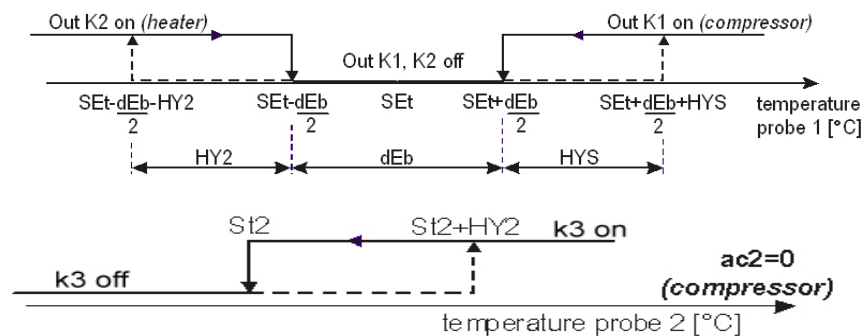 Out K2 on (heater)
Out K1 on (compressor)
Out K1, K2 off
SEt-dEb/2-HY2
SEt-dEb/2
SEt
SEt+dEb/2
SEt+dEb/2+HYS
temperature
probe 1 [°C]
HY2
dEb
HYS
St2
St2+HY2
k3 on
k3 off
ac2=0
(compressor)
temperature probe 2 [°C]